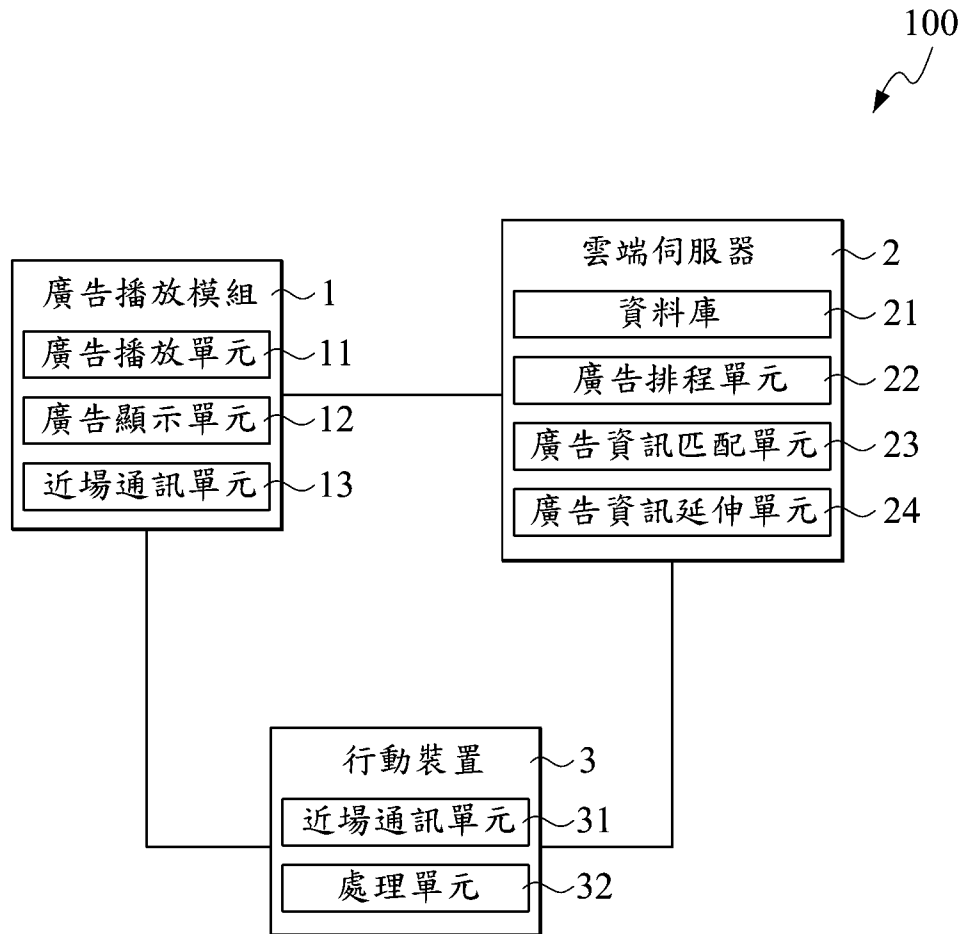 100
廣告播放模組 1
廣告播放單元 11
廣告顯示單元 12
近場通訊單元 13
雲端伺服器 2
資料庫 21
廣告排程單元 22
廣告資訊匹配單元 23
廣告資訊延伸單元 24
行動裝置 3
近場通訊單元 31
處理單元 32